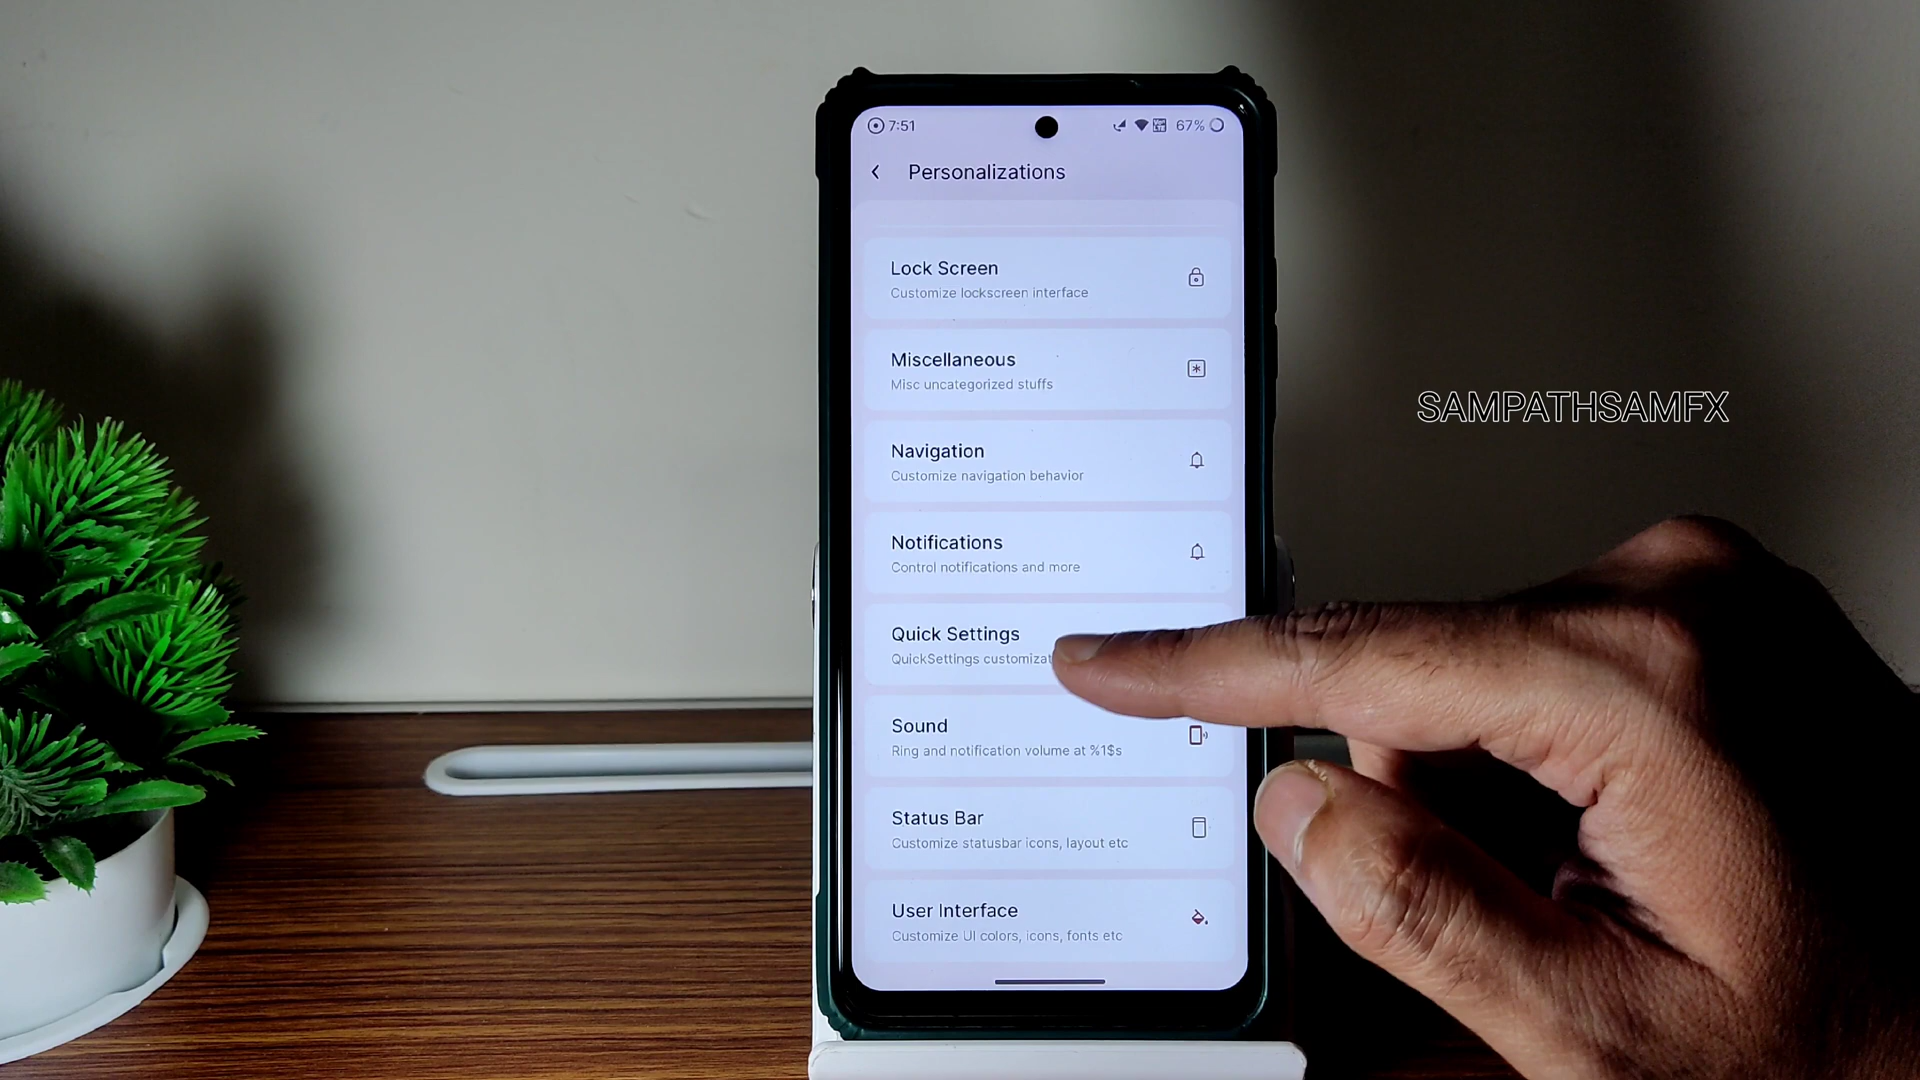 7:51
67%
Personalizations
Lock Screen
Customize lockscreen interface
Miscellaneous
Misc uncategorized stuffs
Navigation
Customize navigation behavior
Notifications
Control notifications and more
Quick Settings
QuickSettings customizat
Sound
Ring and notification volume at %1$s
Status Bar
Customize statusbar icons, layout etc
User Interface
Customize UI colors, icons, fonts etc
SAMPATHSAMFX